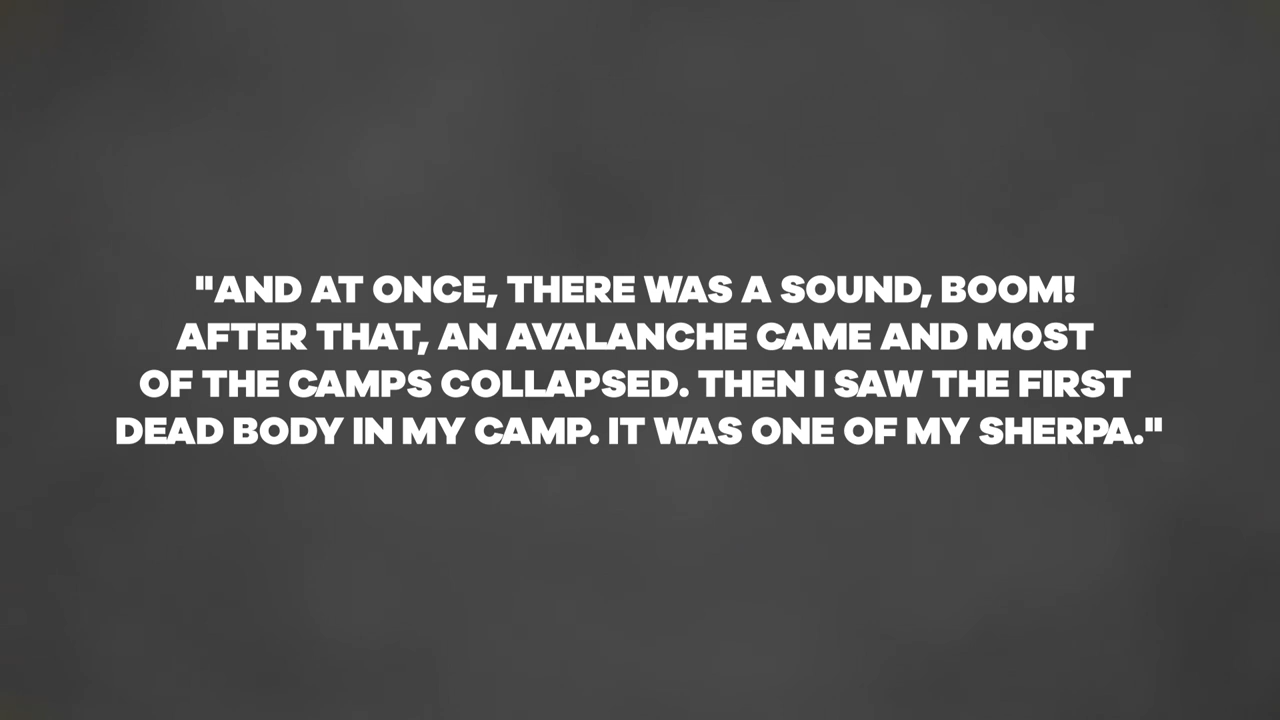 "AND AT ONCE, THERE WAS A SOUND, BOOM!
AFTER THAT, AN AVALANCHE CAME AND MOST
OF THE CAMPS COLLAPSED. THEN I SAW THE FIRST
DEAD BODY IN MY CAMP. IT WAS ONE OF MY SHERPA."